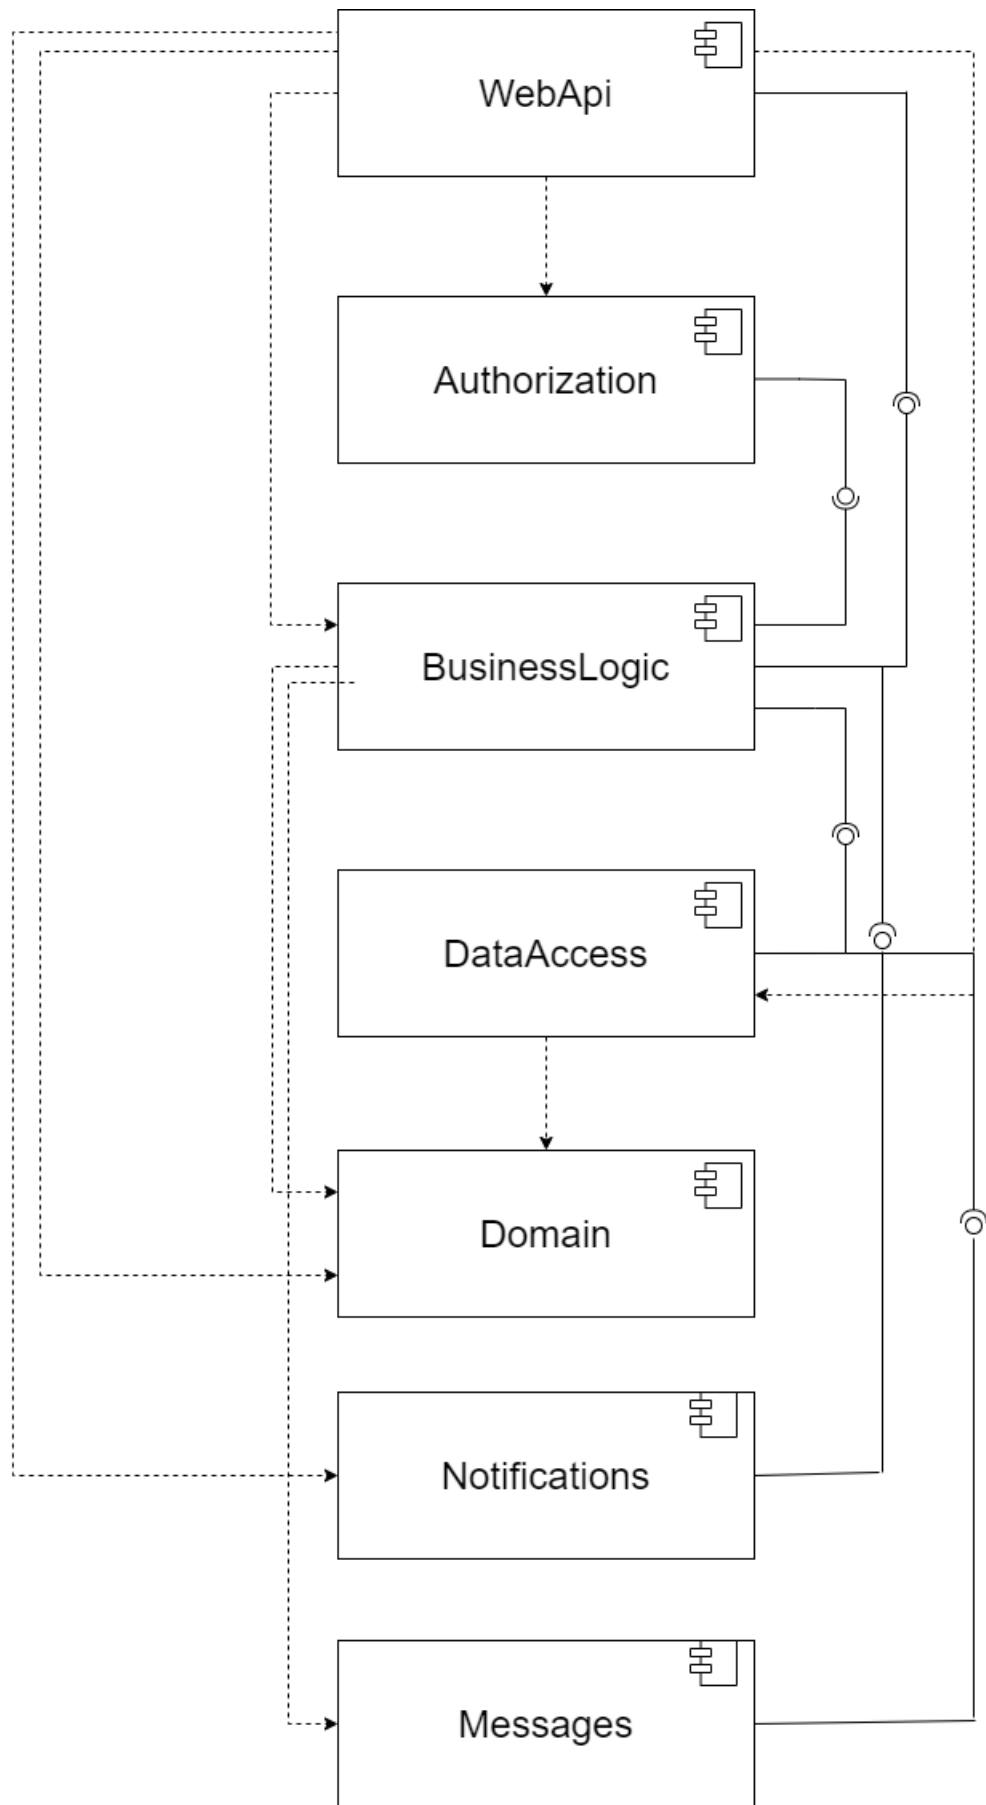 WebApi
Authorization
BusinessLogic
DataAccess
Domain
Notifications
Messages